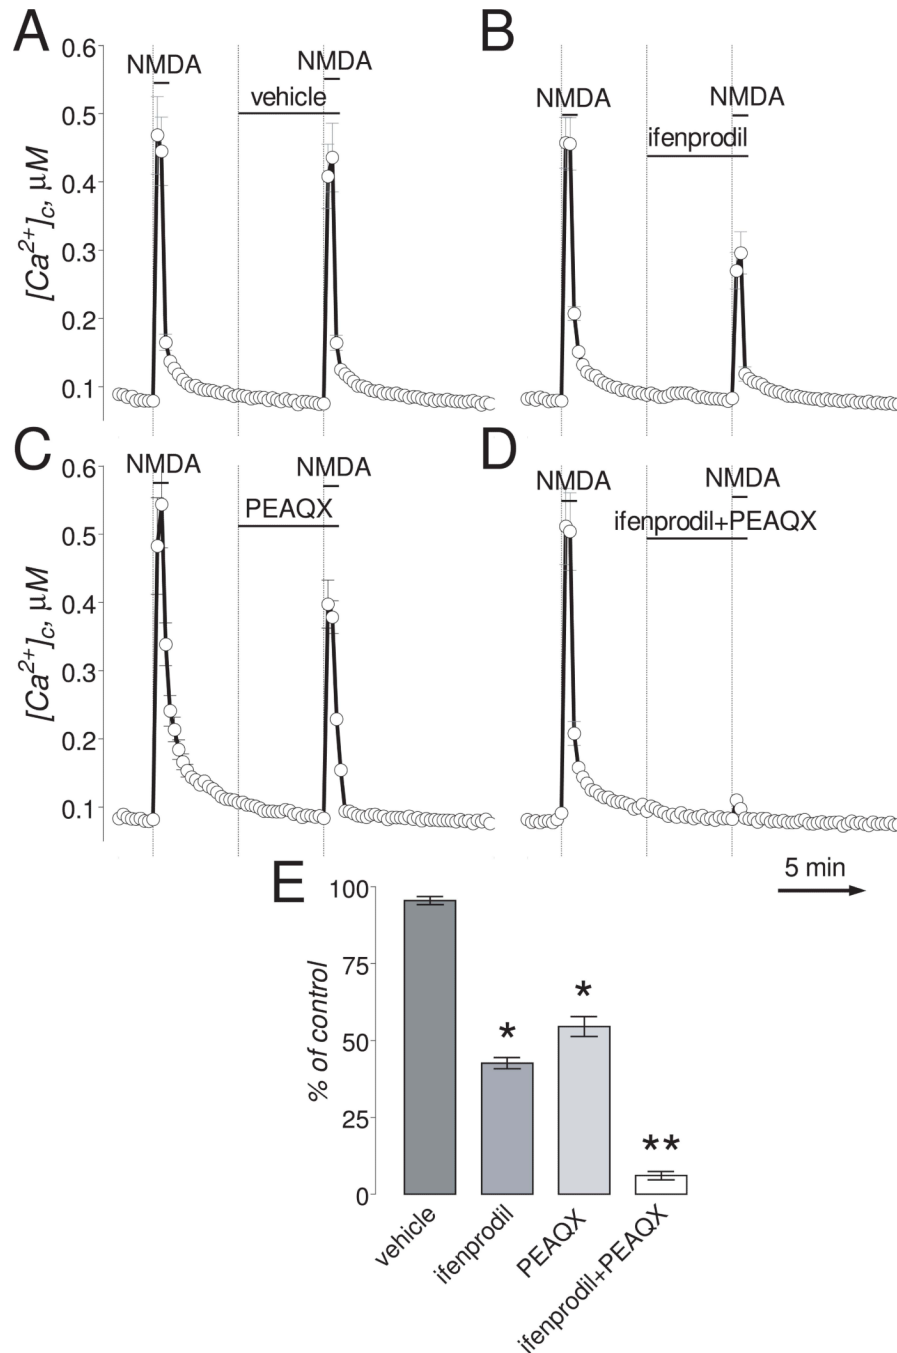 A
B
0.6
NMDA
NMDA
vehicle
NMDA
NMDA
ifenprodil
0.5
0.4
0.3
0.2
0.1
[Ca²⁺]c, μM
C
D
0.6
NMDA
NMDA
PEAQX
NMDA
NMDA
ifenprodil+PEAQX
0.5
0.4
0.3
0.2
0.1
[Ca²⁺]c, μM
5 min
E
100
75
50
25
0
% of control
*
*
**
vehicle
ifenprodil
PEAQX
ifenprodil+PEAQX